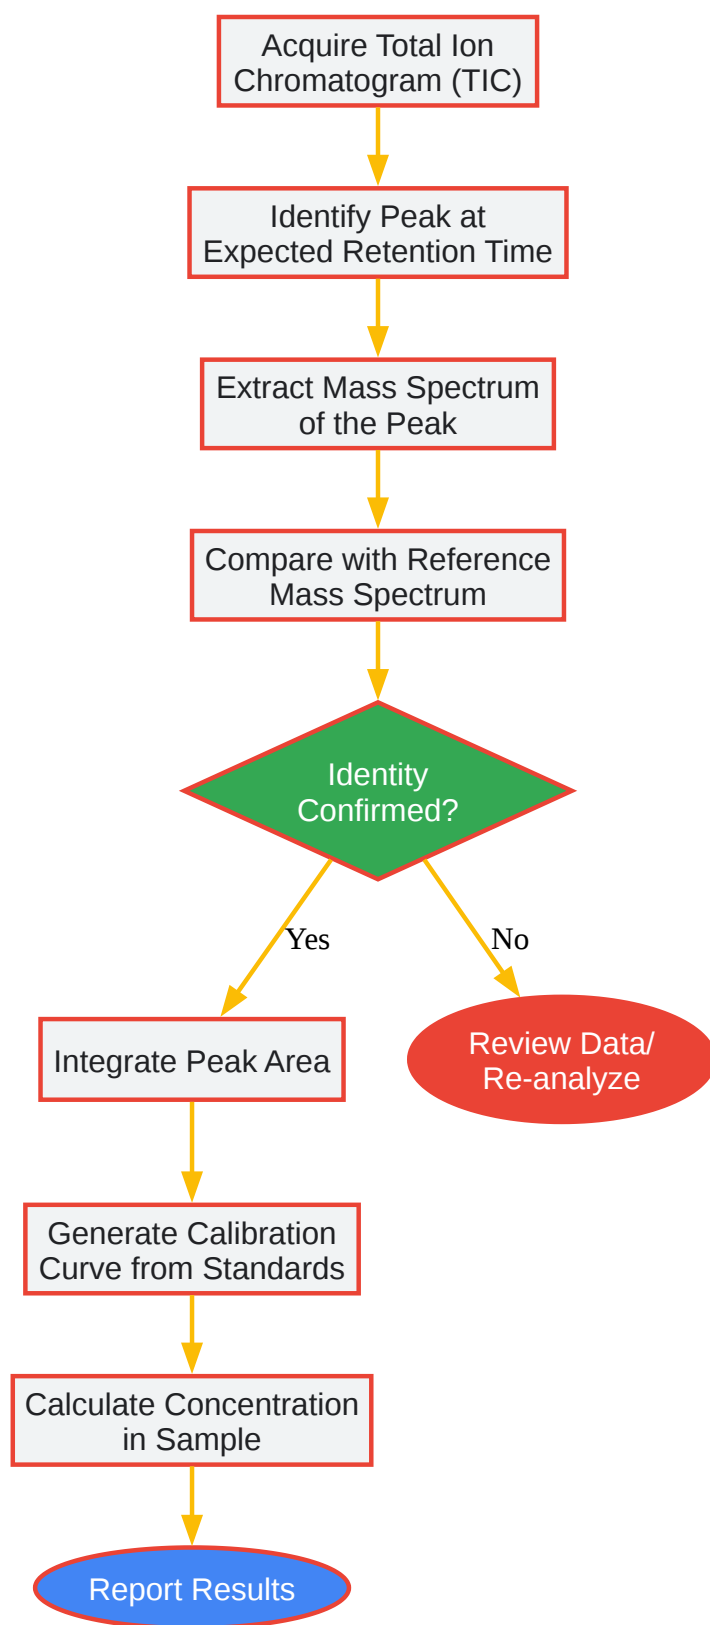 Acquire Total Ion
Chromatogram (TIC)
Identify Peak at
Expected Retention Time
Extract Mass Spectrum
of the Peak
Compare with Reference
Mass Spectrum
Identity
Confirmed?
Yes
No
Integrate Peak Area
Review Data/
Re-analyze
Generate Calibration
Curve from Standards
Calculate Concentration
in Sample
Report Results